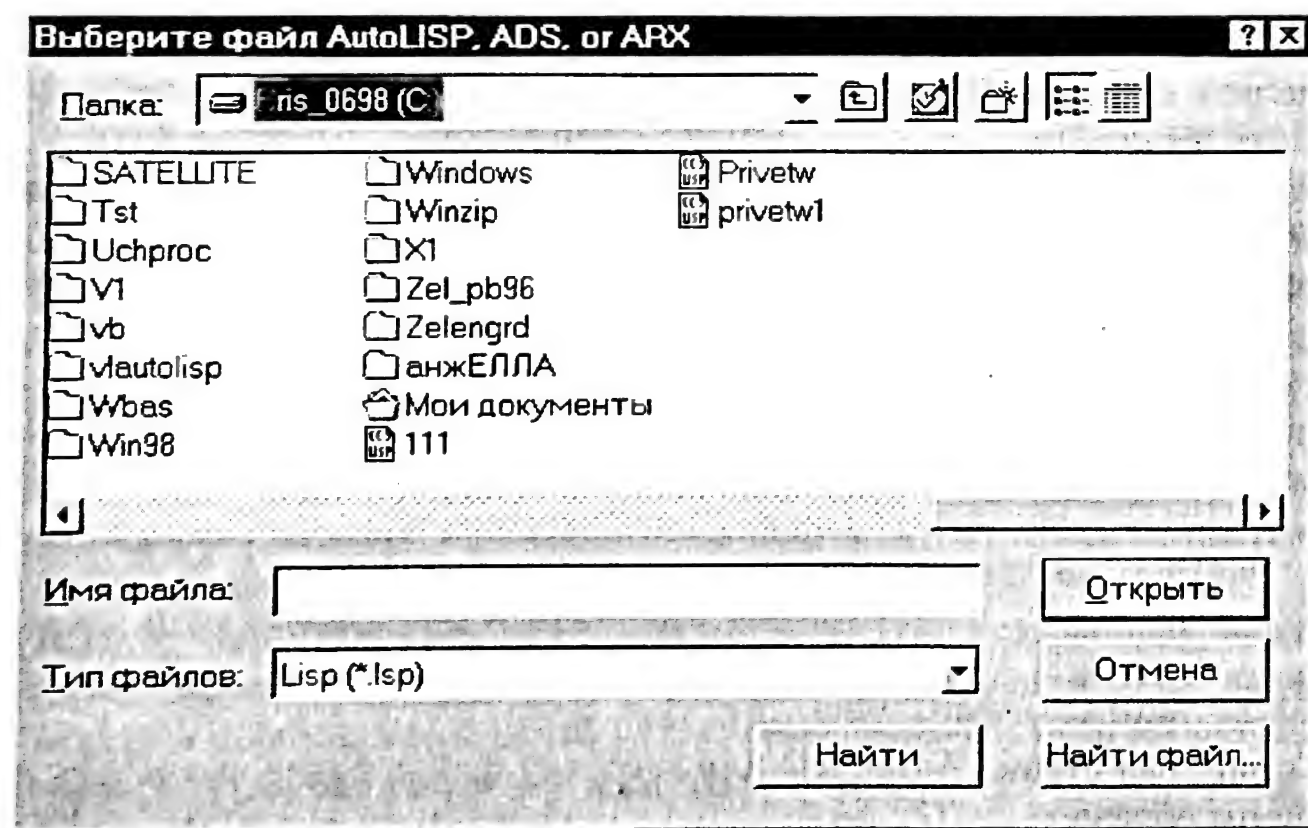 Выберите файл AutoLISP, ADS, or ARX
Папка: ris_0698 (C:)
SATELLITE
Tst
Uchproc
V1
vb
vlautolisp
Wbas
Win98
Windows
Winzip
X1
Zel_pb96
Zelengrd
анжЕЛЛА
Мои документы
111
Privetw
privetw1
Имя файла:
Открыть
Тип файлов: Lisp (*.lsp)
Отмена
Найти
Найти файл...